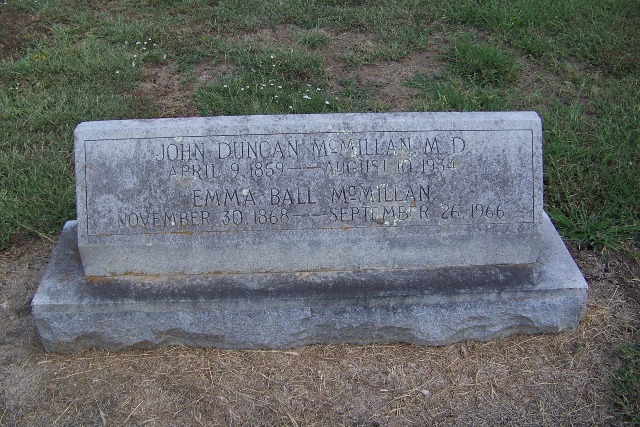 JOHN DUNCAN McMILLAN M.D.
APRIL 9, 1859 — AUGUST 10, 1934
EMMA BALL McMILLAN
NOVEMBER 30, 1868 — SEPTEMBER 26, 1966